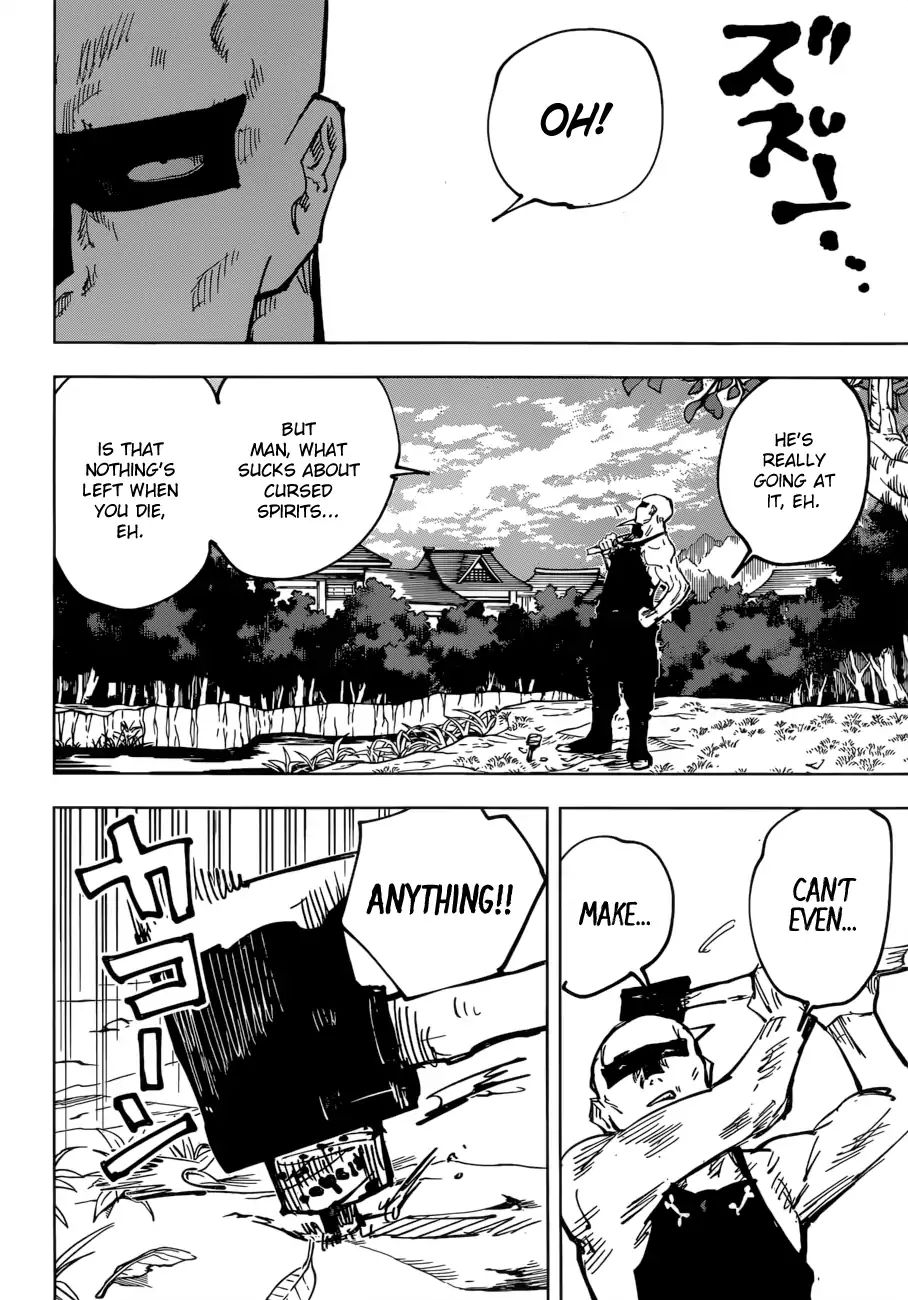 ズズー…
OH!
HE'S
REALLY
GOING AT
IT, EH.
BUT
MAN, WHAT
SUCKS ABOUT
CURSED
SPIRITS...
IS THAT
NOTHING'S
LEFT WHEN
YOU DIE,
EH.
CAN'T
EVEN...
MAKE...
ANYTHING!!
カコーン